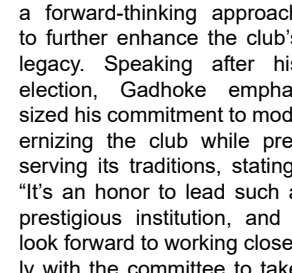 a forward-thinking approach
to further enhance the club's
legacy. Speaking after his
election, Gadhoke empha
sized his commitment to mod
ernizing the club while pre
serving its traditions, stating
“It’s an honor to lead such a
prestigious institution, and
look forward to working close
ly with the committee to take